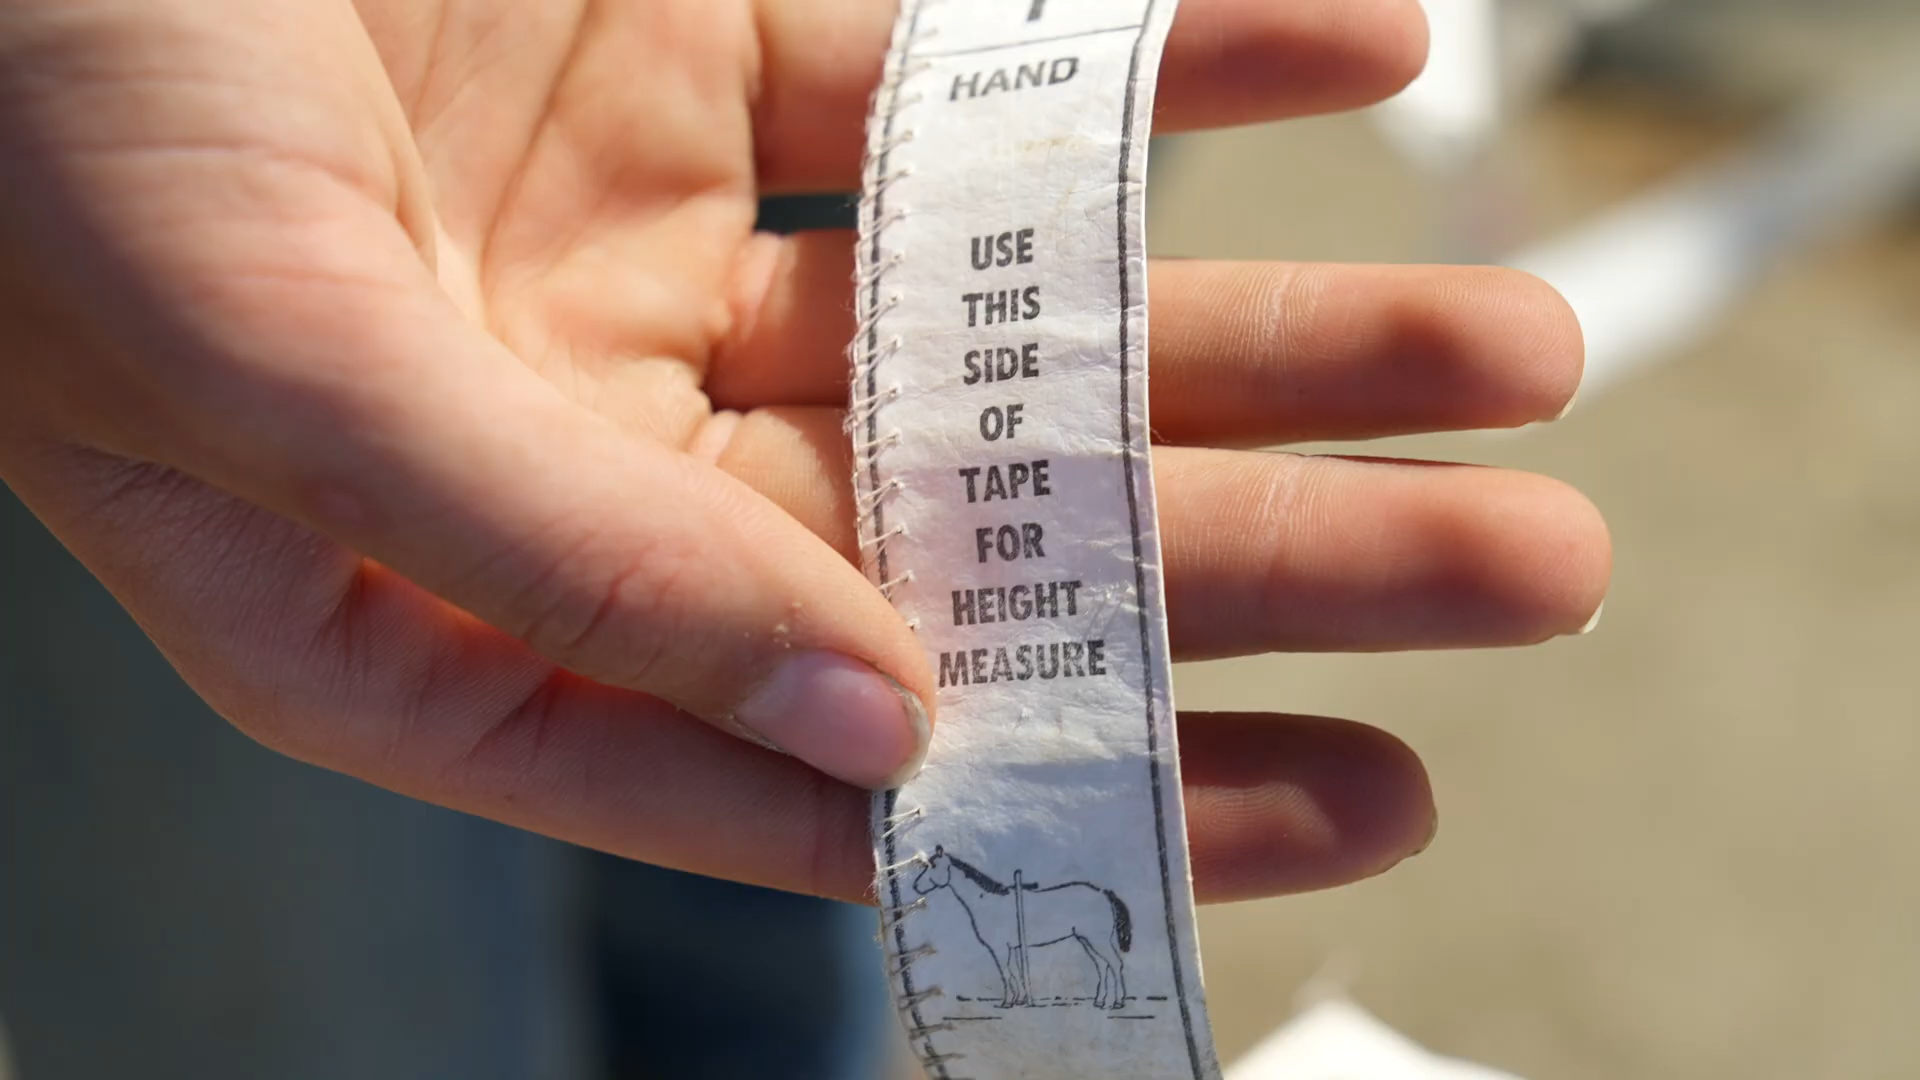 HAND
USE
THIS
SIDE
OF
TAPE
FOR
HEIGHT
MEASURE